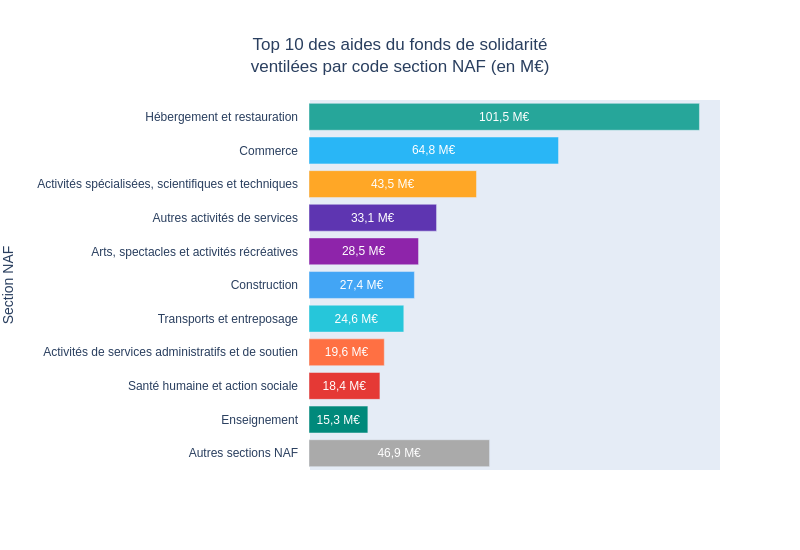 Top 10 des aides du fonds de solidarité
ventilées par code section NAF (en M€)
Section NAF
Hébergement et restauration 101,5 M€
Commerce 64,8 M€
Activités spécialisées, scientifiques et techniques 43,5 M€
Autres activités de services 33,1 M€
Arts, spectacles et activités récréatives 28,5 M€
Construction 27,4 M€
Transports et entreposage 24,6 M€
Activités de services administratifs et de soutien 19,6 M€
Santé humaine et action sociale 18,4 M€
Enseignement 15,3 M€
Autres sections NAF 46,9 M€